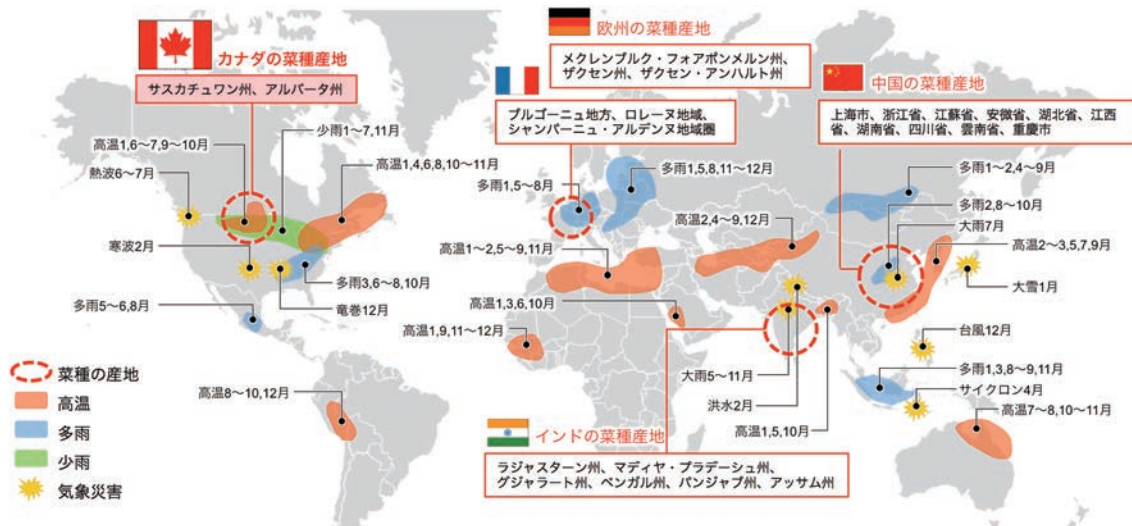 カナダの菜種産地
サスカチュワン州、アルバータ州
欧州の菜種産地
メクレンブルク・フォアポンメルン州、
ザクセン州、ザクセン・アンハルト州
ブルゴーニュ地方、ロレーヌ地域、
シャンパーニュ・アルデンヌ地域圏
中国の菜種産地
上海市、浙江省、江蘇省、安徽省、湖北省、江西
省、湖南省、四川省、雲南省、重慶市
少雨1〜7,11月
高温1,6〜7,9〜10月
高温1,4,6,8,10〜11月
熱波6〜7月
寒波2月
多雨3,6〜8,10月
竜巻12月
多雨5〜6,8月
高温8〜10,12月
多雨1,5〜8月
多雨1,5,8,11〜12月
高温2,4〜9,12月
高温1〜2,5〜9,11月
高温1,3,6,10月
高温1,9,11〜12月
多雨1〜2,4〜9月
多雨2,8〜10月
大雨7月
高温2〜3,5,7,9月
大雪1月
台風12月
多雨1,3,8〜9,11月
サイクロン4月
高温7〜8,10〜11月
大雨5〜11月
洪水2月
高温1,5,10月
インドの菜種産地
ラジャスターン州、マディヤ・プラデーシュ州、
グジャラート州、ベンガル州、パンジャブ州、アッサム州
菜種の産地
高温
多雨
少雨
気象災害